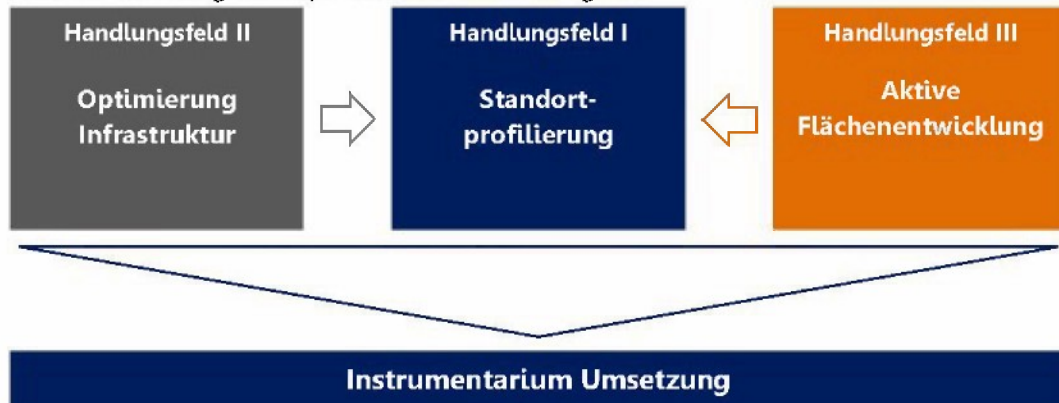 Handlungsfeld II
Optimierung
Infrastruktur
Handlungsfeld I
Standort-
profilierung
Handlungsfeld III
Aktive
Flächenentwicklung
Instrumentarium Umsetzung